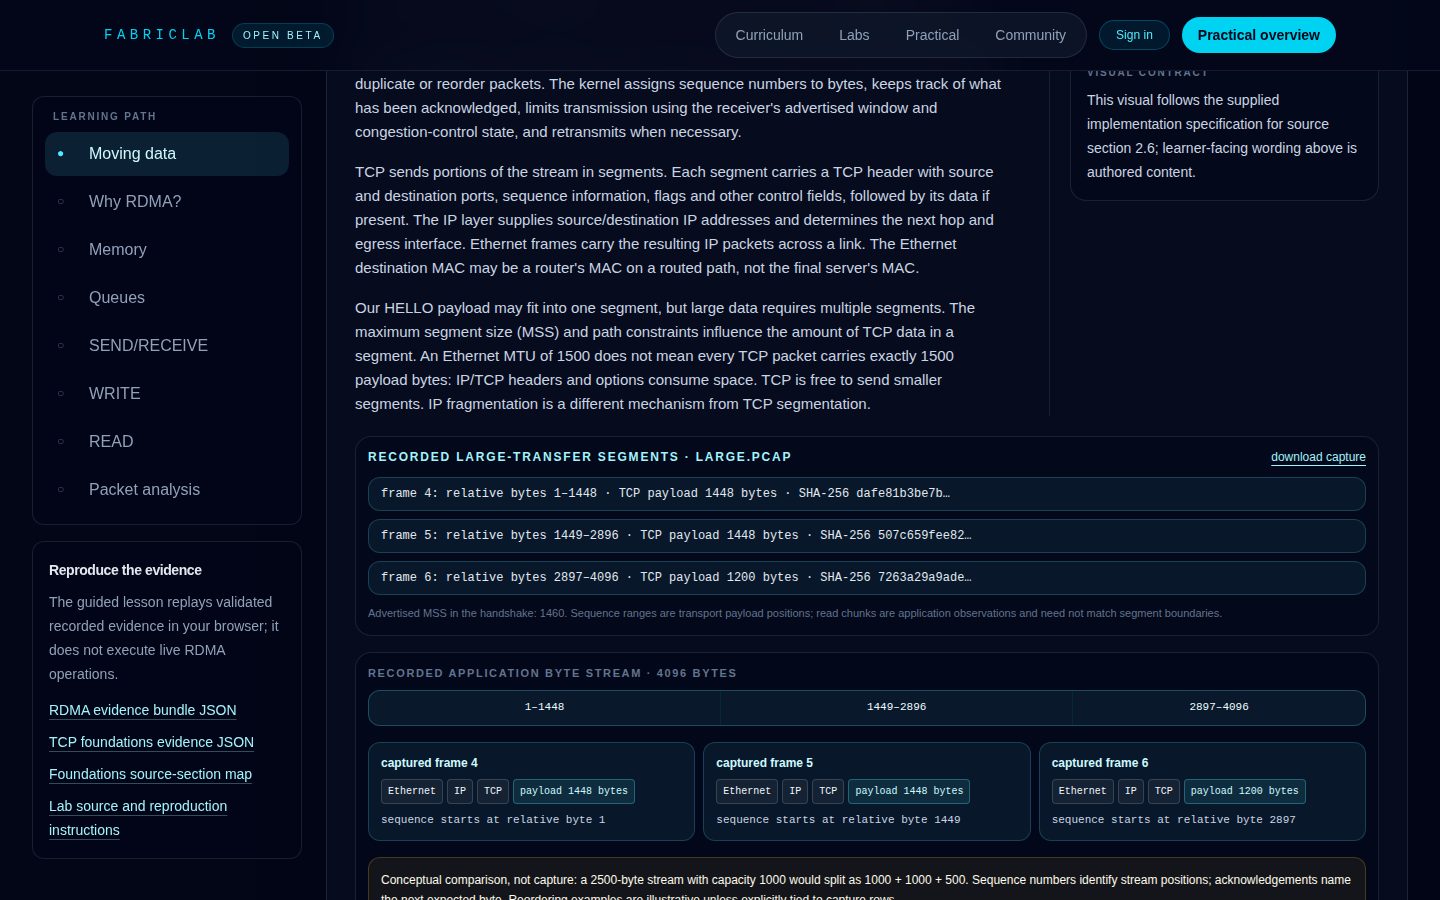 FABRICLAB
OPEN BETA
Curriculum
Labs
Practical
Community
Sign in
Practical overview
LEARNING PATH
Moving data
Why RDMA?
Memory
Queues
SEND/RECEIVE
WRITE
READ
Packet analysis
Reproduce the evidence
The guided lesson replays validated
recorded evidence in your browser; it
does not execute live RDMA
operations.
RDMA evidence bundle JSON
TCP foundations evidence JSON
Foundations source-section map
Lab source and reproduction
instructions
duplicate or reorder packets. The kernel assigns sequence numbers to bytes, keeps track of what
has been acknowledged, limits transmission using the receiver's advertised window and
congestion-control state, and retransmits when necessary.
TCP sends portions of the stream in segments. Each segment carries a TCP header with source
and destination ports, sequence information, flags and other control fields, followed by its data if
present. The IP layer supplies source/destination IP addresses and determines the next hop and
egress interface. Ethernet frames carry the resulting IP packets across a link. The Ethernet
destination MAC may be a router's MAC on a routed path, not the final server's MAC.
Our HELLO payload may fit into one segment, but large data requires multiple segments. The
maximum segment size (MSS) and path constraints influence the amount of TCP data in a
segment. An Ethernet MTU of 1500 does not mean every TCP packet carries exactly 1500
payload bytes: IP/TCP headers and options consume space. TCP is free to send smaller
segments. IP fragmentation is a different mechanism from TCP segmentation.
VISUAL CONTRACT
This visual follows the supplied
implementation specification for source
section 2.6; learner-facing wording above is
authored content.
RECORDED LARGE-TRANSFER SEGMENTS · LARGE.PCAP
download capture
frame 4: relative bytes 1–1448 · TCP payload 1448 bytes · SHA-256 dafe81b3be7b…
frame 5: relative bytes 1449–2896 · TCP payload 1448 bytes · SHA-256 507c659fee82…
frame 6: relative bytes 2897–4096 · TCP payload 1200 bytes · SHA-256 7263a29a9ade…
Advertised MSS in the handshake: 1460. Sequence ranges are transport payload positions; read chunks are application observations and need not match segment boundaries.
RECORDED APPLICATION BYTE STREAM · 4096 BYTES
1–1448
1449–2896
2897–4096
captured frame 4
Ethernet IP TCP payload 1448 bytes
sequence starts at relative byte 1
captured frame 5
Ethernet IP TCP payload 1448 bytes
sequence starts at relative byte 1449
captured frame 6
Ethernet IP TCP payload 1200 bytes
sequence starts at relative byte 2897
Conceptual comparison, not capture: a 2500-byte stream with capacity 1000 would split as 1000 + 1000 + 500. Sequence numbers identify stream positions; acknowledgements name
the next expected byte. Reordering examples are illustrative unless explicitly tied to capture rows.